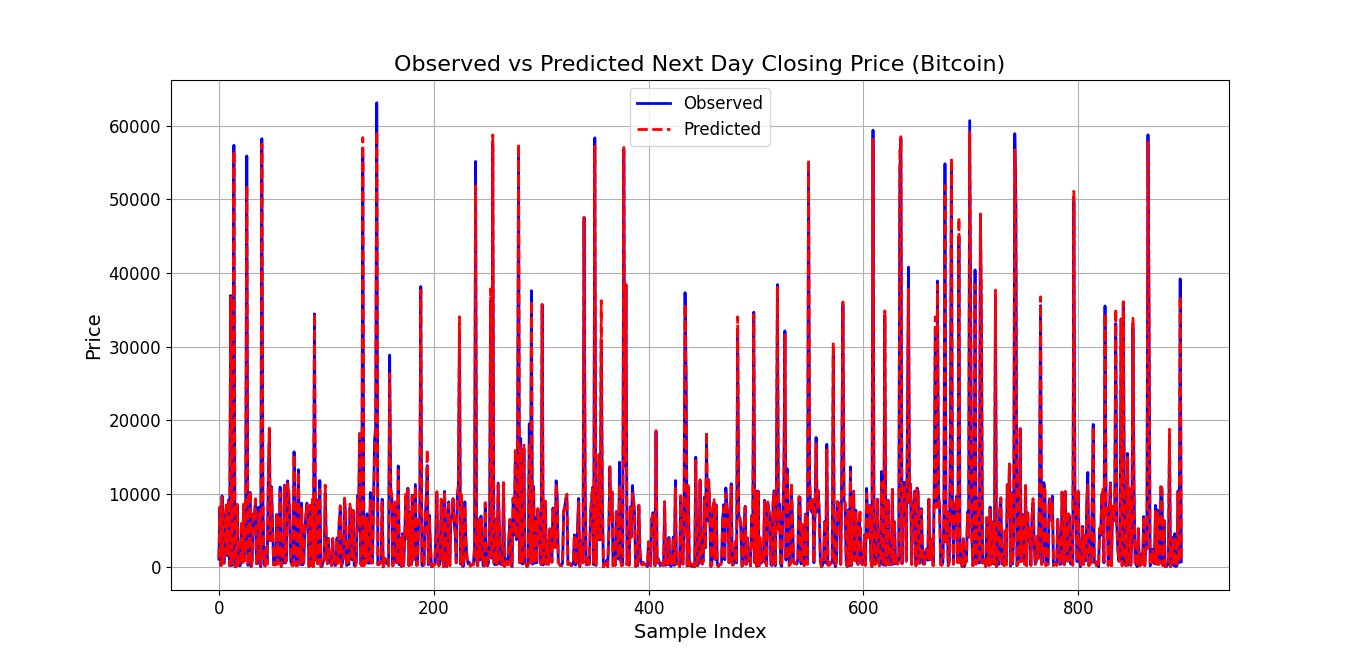 Observed vs Predicted Next Day Closing Price (Bitcoin)
Observed
Predicted
Price
60000
50000
40000
30000
20000
10000
0
0 200 400 600 800
Sample Index